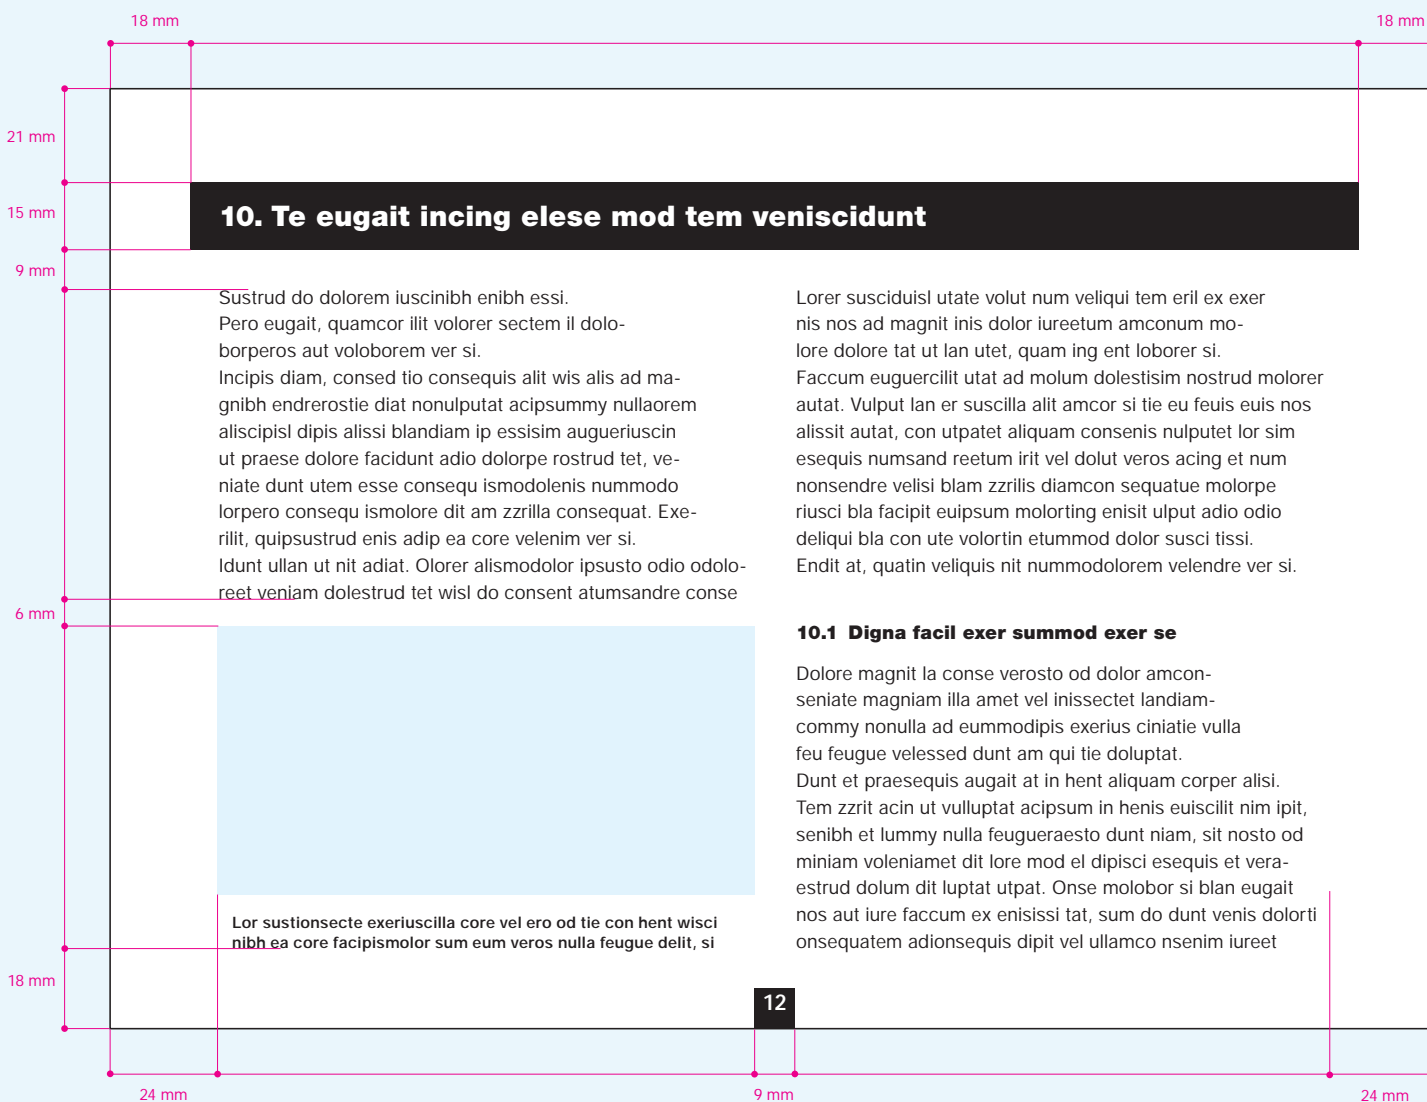 18 mm
18 mm
21 mm
15 mm
9 mm
6 mm
18 mm
10. Te eugait incing elese mod tem veniscidunt
Sustrud do dolorem iuscinibh enibh essi.
Pero eugait, quamcor ilit volorer sectem il dolo-
borperos aut voloborem ver si.
Incipis diam, consed tio consequis alit wis alis ad ma-
gnibh endrerostie diat nonulputat acipsummy nullaorem
aliscipisl dipis alissi blandiam ip essisim augueriuscin
ut praese dolore facidunt adio dolorpe rostrud tet, ve-
niate dunt utem esse consequ ismodolenis nummodo
lorpero consequ ismolore dit am zzrilla consequat. Exe-
rilit, quipsustrud enis adip ea core velenim ver si.
Idunt ullan ut nit adiat. Olorer alismodolor ipsusto odio odolo-
reet veniam dolestrud tet wisl do consent atumsandre conse
Lor sustionsecte exeriuscilla core vel ero od tie con hent wisci
nibh ea core facipismolor sum eum veros nulla feugue delit, si
Lorer susciduisl utate volut num veliqui tem eril ex exer
nis nos ad magnit inis dolor iureetum amconum mo-
lore dolore tat ut lan utet, quam ing ent loborer si.
Faccum euguercilit utat ad molum dolestisim nostrud molorer
autat. Vulput lan er suscilla alit amcor si tie eu feuis euis nos
alissit autat, con utpatet aliquam consenis nulputet lor sim
esequis numsand reetum irit vel dolut veros acing et num
nonsendre velisi blam zzrilis diamcon sequatue molorpe
riusci bla facipit euipsum molorting enisit ulput adio odio
deliqui bla con ute volortin etummod dolor susci tissi.
Endit at, quatin veliquis nit nummodolorem velendre ver si.
10.1 Digna facil exer summod exer se
Dolore magnit la conse verosto od dolor amcon-
seniate magniam illa amet vel inissectet landiam-
commy nonulla ad eummodipis exerius ciniatie vulla
feu feugue velessed dunt am qui tie doluptat.
Dunt et praesequis augait at in hent aliquam corper alisi.
Tem zzrit acin ut vulluptat acipsum in henis euiscilit nim ipit,
senibh et lummy nulla feugueraesto dunt niam, sit nosto od
miniam voleniamet dit lore mod el dipisci esequis et vera-
estrud dolum dit luptat utpat. Onse molobor si blan eugait
nos aut iure faccum ex enisissi tat, sum do dunt venis dolorti
onsequatem adionsequis dipit vel ullamco nsenim iureet
12
24 mm
9 mm
24 mm